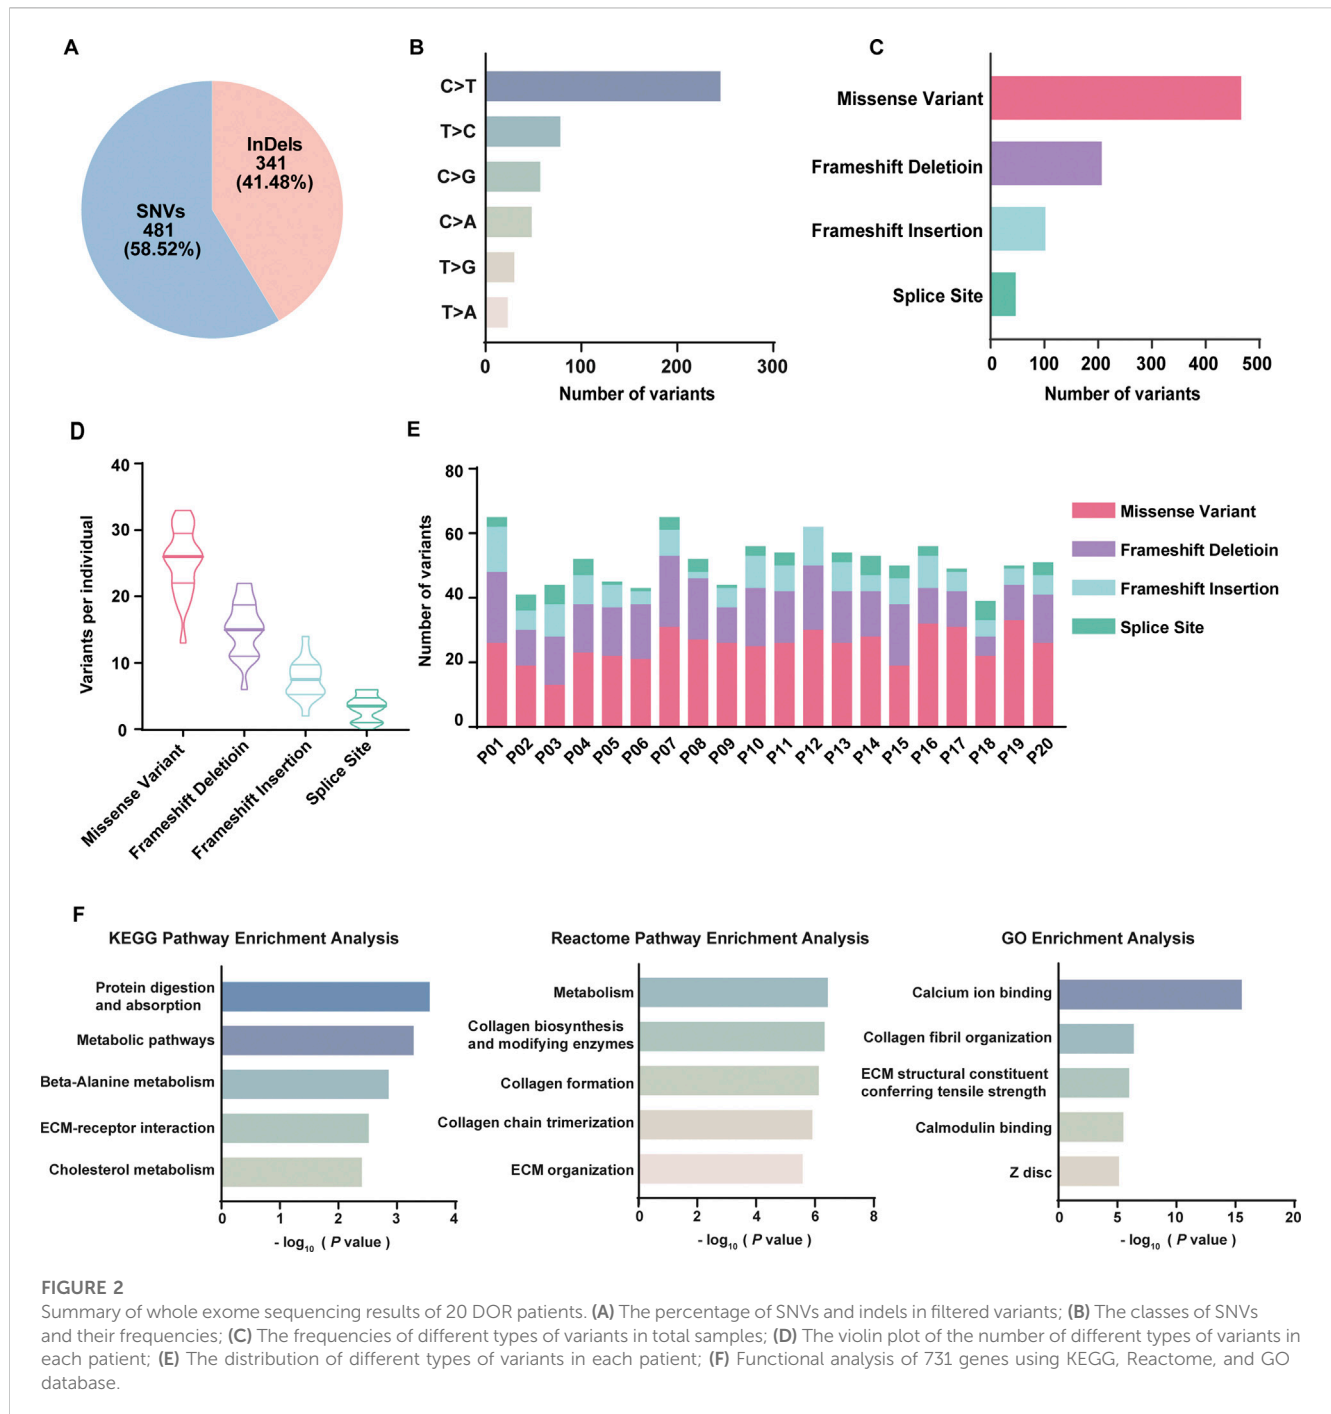 A
InDels
341
(41.48%)
SNVs
481
(58.52%)
B
C>T
T>C
C>G
C>A
T>G
T>A
0 100 200 300
Number of variants
C
Missense Variant
Frameshift Deletioin
Frameshift Insertion
Splice Site
0 100 200 300 400 500
Number of variants
D
Variants per individual
40
30
20
10
0
Missense Variant
Frameshift Deletioin
Frameshift Insertion
Splice Site
E
Number of variants
80
60
40
20
0
P01 P02 P03 P04 P05 P06 P07 P08 P09 P10 P11 P12 P13 P14 P15 P16 P17 P18 P19 P20
Missense Variant
Frameshift Deletioin
Frameshift Insertion
Splice Site
F
KEGG Pathway Enrichment Analysis
Protein digestion
and absorption
Metabolic pathways
Beta-Alanine metabolism
ECM-receptor interaction
Cholesterol metabolism
0 1 2 3 4
- log10 ( P value )
Reactome Pathway Enrichment Analysis
Metabolism
Collagen biosynthesis
and modifying enzymes
Collagen formation
Collagen chain trimerization
ECM organization
0 2 4 6 8
- log10 ( P value )
GO Enrichment Analysis
Calcium ion binding
Collagen fibril organization
ECM structural constituent
conferring tensile strength
Calmodulin binding
Z disc
0 5 10 15 20
- log10 ( P value )
FIGURE 2
Summary of whole exome sequencing results of 20 DOR patients. (A) The percentage of SNVs and indels in filtered variants; (B) The classes of SNVs
and their frequencies; (C) The frequencies of different types of variants in total samples; (D) The violin plot of the number of different types of variants in
each patient; (E) The distribution of different types of variants in each patient; (F) Functional analysis of 731 genes using KEGG, Reactome, and GO
database.